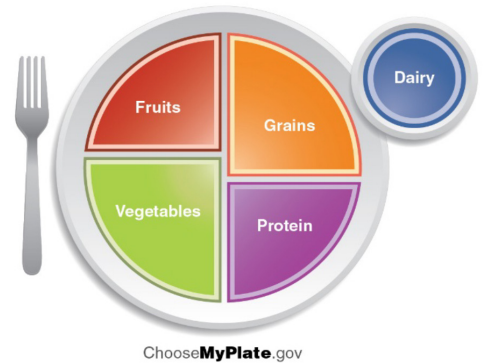 Fruits
Grains
Dairy
Vegetables
Protein
ChooseMyPlate.gov